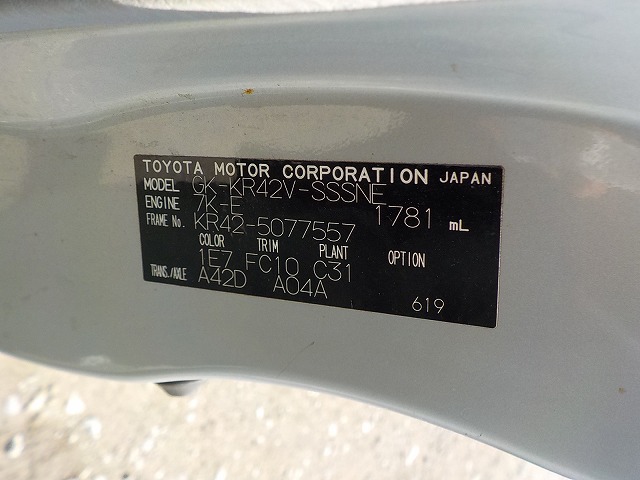 TOYOTA MOTOR CORPORATION JAPAN
MODEL GK-KR42V-SSSNE
ENGINE 7K-E 1781 mL
FRAME No. KR42-5077557
COLOR TRIM PLANT OPTION
1E7 FC10 C31
TRANS./AXLE A42D A04A
619